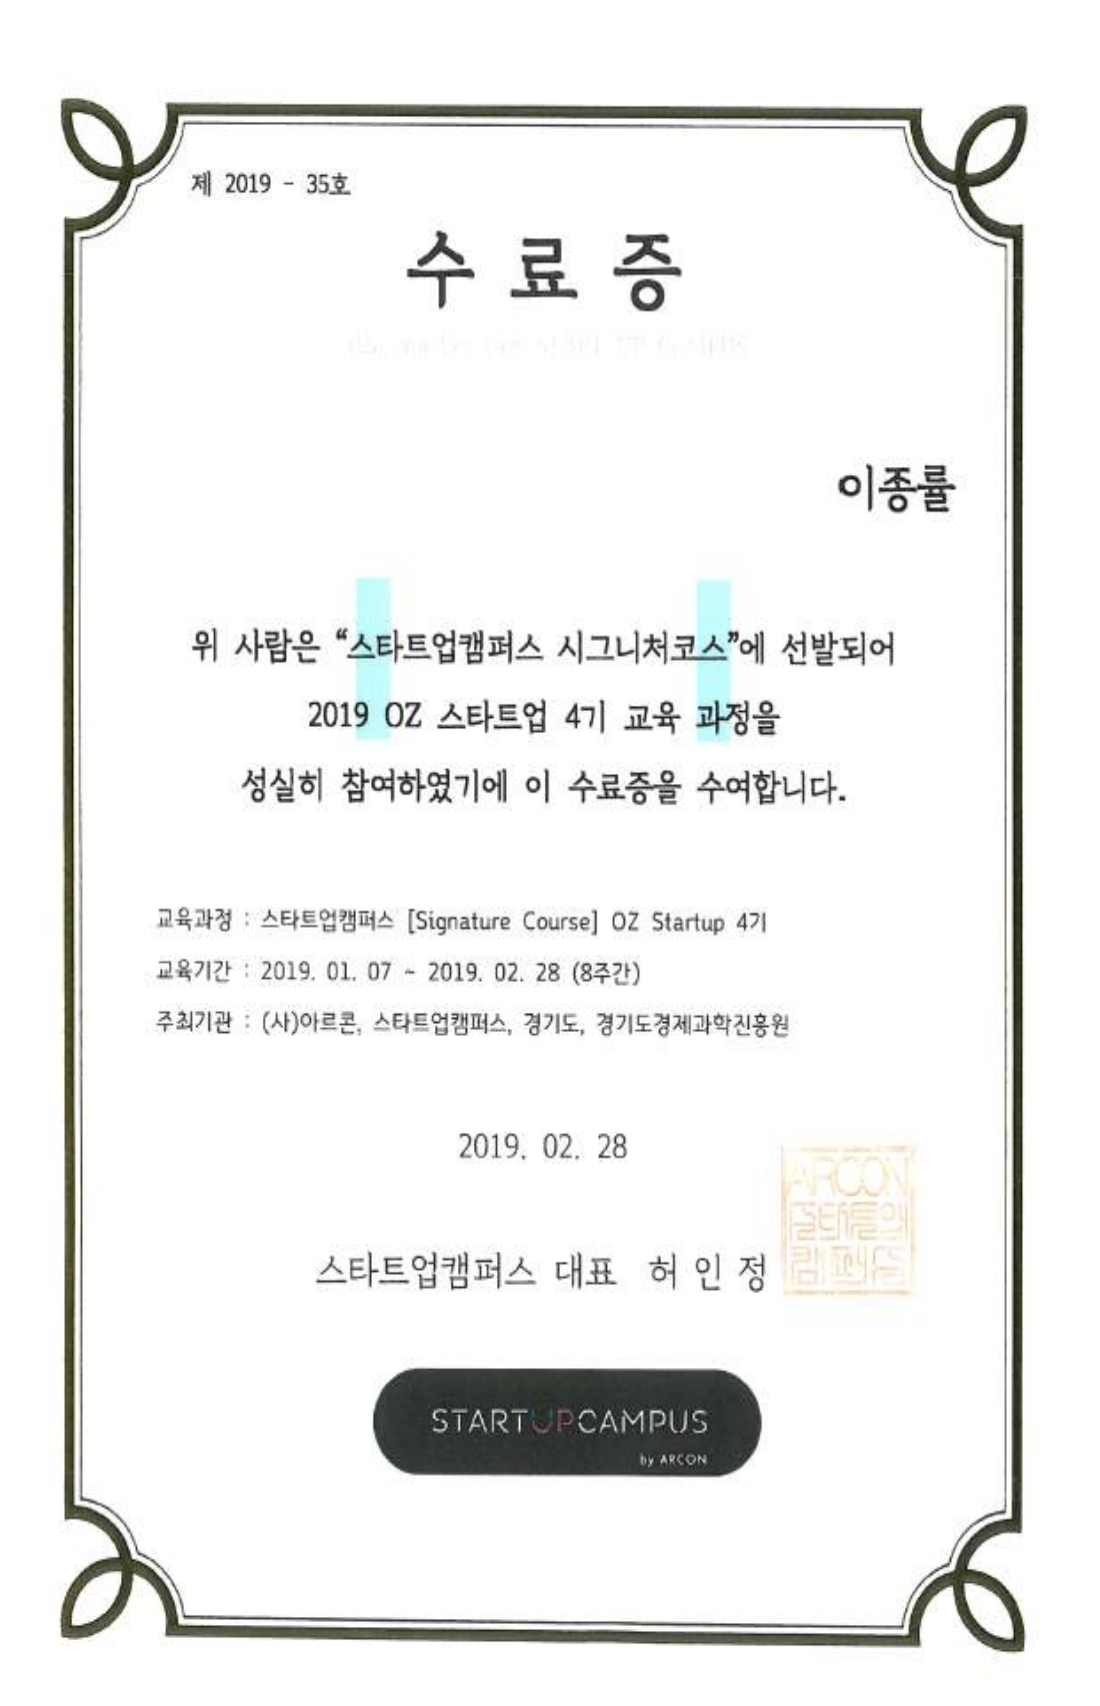 제 2019 - 35호
수 료 증
이종률
위 사람은 “스타트업캠퍼스 시그니처코스”에 선발되어
2019 OZ 스타트업 4기 교육 과정을
성실히 참여하였기에 이 수료증을 수여합니다.
교육과정 : 스타트업캠퍼스 [Signature Course] OZ Startup 4기
교육기간 : 2019. 01. 07 ~ 2019. 02. 28 (8주간)
주최기관 : (사)아르콘, 스타트업캠퍼스, 경기도, 경기도경제과학진흥원
2019. 02. 28
스타트업캠퍼스 대표 허 인 정
ARCON
스타트업
캠퍼스
STARTUPCAMPUS
by ARCON